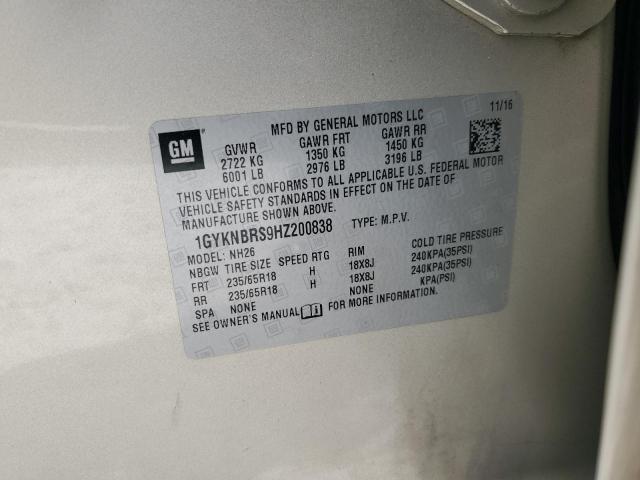 11/16
MFD BY GENERAL MOTORS LLC
GM
GVWR GAWR FRT GAWR RR
2722 KG 1350 KG 1450 KG
6001 LB 2976 LB 3196 LB
THIS VEHICLE CONFORMS TO ALL APPLICABLE U.S. FEDERAL MOTOR
VEHICLE SAFETY STANDARDS IN EFFECT ON THE DATE OF
MANUFACTURE SHOWN ABOVE.
1GYKNBRS9HZ200838 TYPE: M.P.V.
MODEL: NH26
NBGW TIRE SIZE SPEED RTG RIM COLD TIRE PRESSURE
FRT 235/65R18 H 18X8J 240KPA(35PSI)
RR 235/65R18 H 18X8J 240KPA(35PSI)
SPA NONE NONE KPA(PSI)
SEE OWNER'S MANUAL FOR MORE INFORMATION.